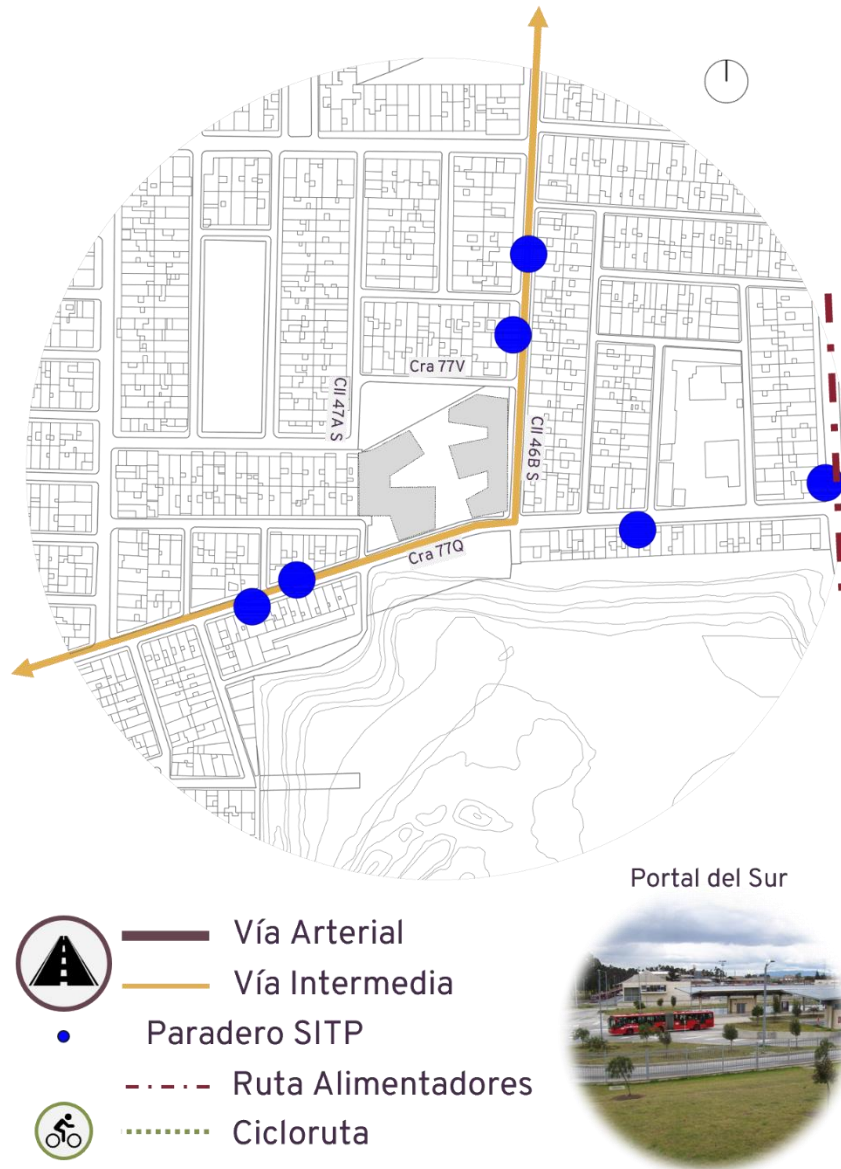 Cra 77V
Cll 47A S
Cll 46B S
Cra 77Q
Portal del Sur
Vía Arterial
Vía Intermedia
Paradero SITP
Ruta Alimentadores
Cicloruta